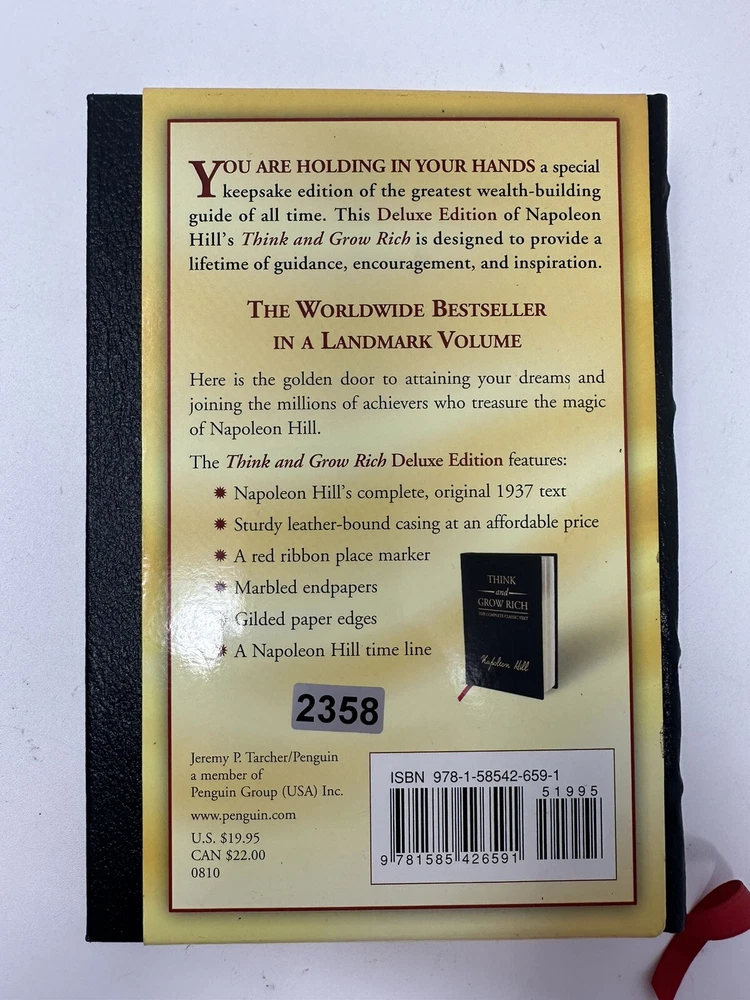 YOU ARE HOLDING IN YOUR HANDS a special
keepsake edition of the greatest wealth-building
guide of all time. This Deluxe Edition of Napoleon
Hill's Think and Grow Rich is designed to provide a
lifetime of guidance, encouragement, and inspiration.
THE WORLDWIDE BESTSELLER
IN A LANDMARK VOLUME
Here is the golden door to attaining your dreams and
joining the millions of achievers who treasure the magic
of Napoleon Hill.
The Think and Grow Rich Deluxe Edition features:
Napoleon Hill's complete, original 1937 text
Sturdy leather-bound casing at an affordable price
A red ribbon place marker
Marbled endpapers
Gilded paper edges
A Napoleon Hill time line
THINK
and
GROW RICH
THE COMPLETE CLASSIC TEXT
Napoleon Hill
2358
Jeremy P. Tarcher/Penguin
a member of
Penguin Group (USA) Inc.
www.penguin.com
U.S. $19.95
CAN $22.00
0810
ISBN 978-1-58542-659-1
51995
9 781585 426591